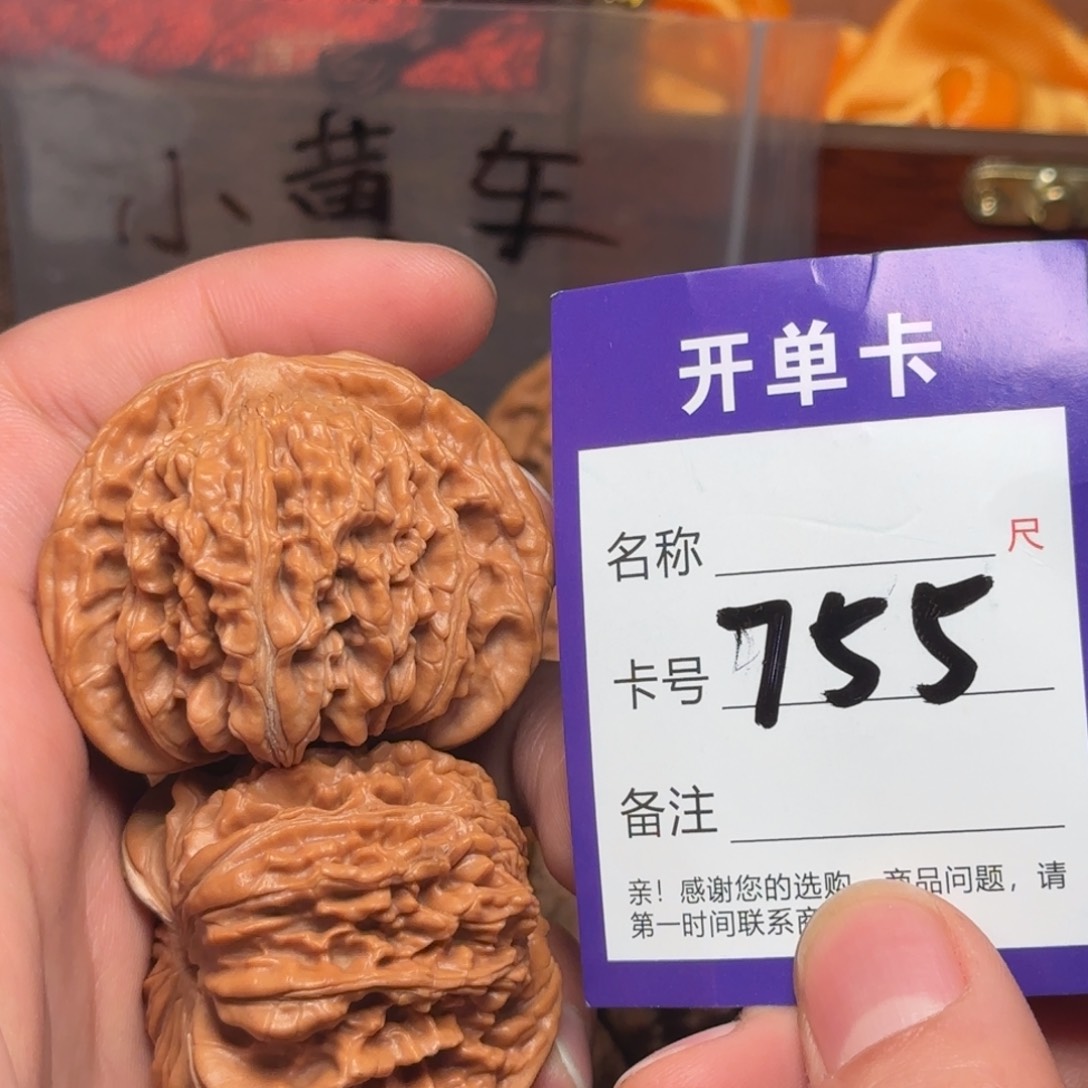 小黄车
开单卡
名称 尺
卡号 755
备注
亲！感谢您的选购 商品问题，请
第一时间联系商